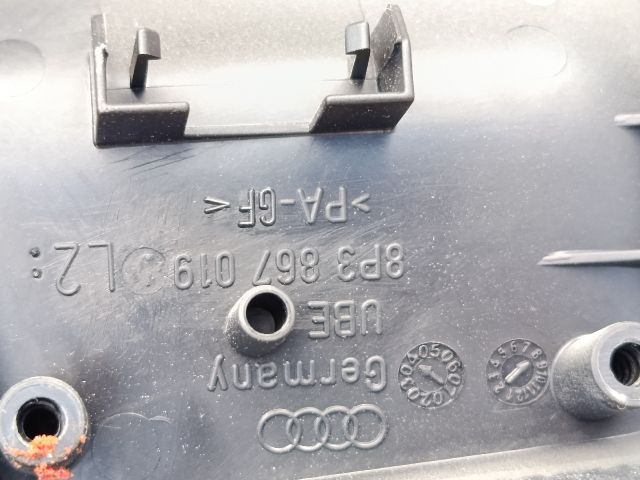 Germany
UBE
8P3 867 019 L2:
>PA-GF<